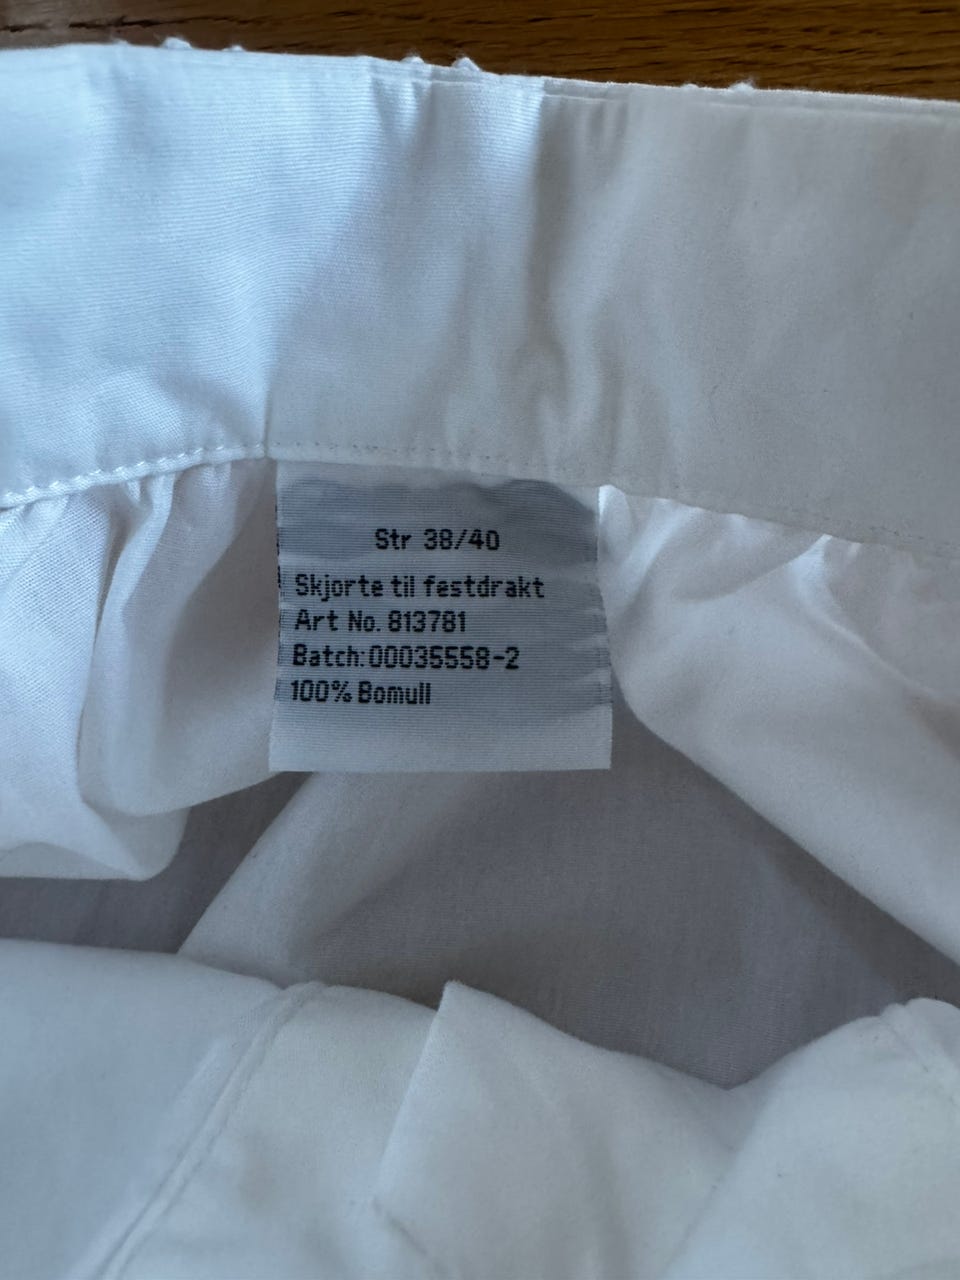 Str 38/40
Skjorte til festdrakt
Art No. 813781
Batch: 00035558-2
100% Bomull